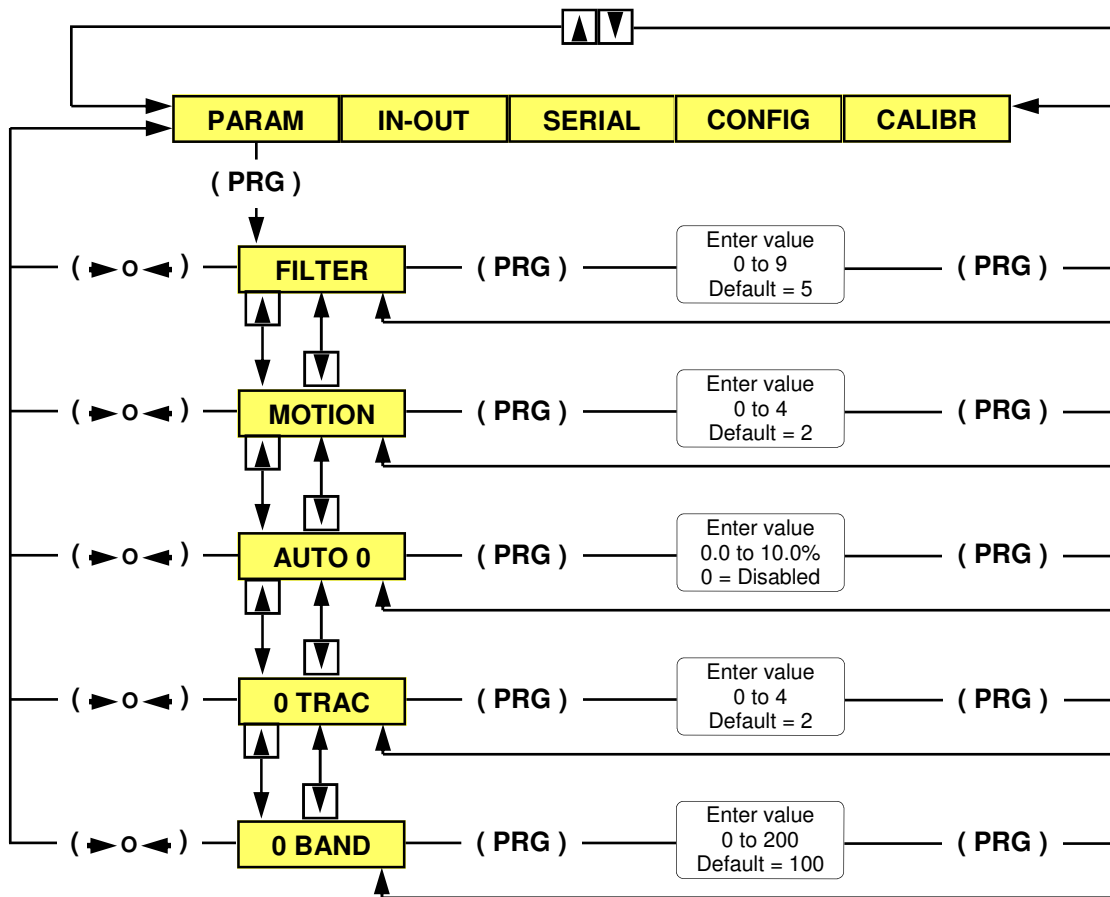 PARAM IN-OUT SERIAL CONFIG CALIBR
( PRG )
( ►o◄ ) FILTER ( PRG ) Enter value ( PRG )
0 to 9
Default = 5
( ►o◄ ) MOTION ( PRG ) Enter value ( PRG )
0 to 4
Default = 2
( ►o◄ ) AUTO 0 ( PRG ) Enter value ( PRG )
0.0 to 10.0%
0 = Disabled
( ►o◄ ) 0 TRAC ( PRG ) Enter value ( PRG )
0 to 4
Default = 2
( ►o◄ ) 0 BAND ( PRG ) Enter value ( PRG )
0 to 200
Default = 100